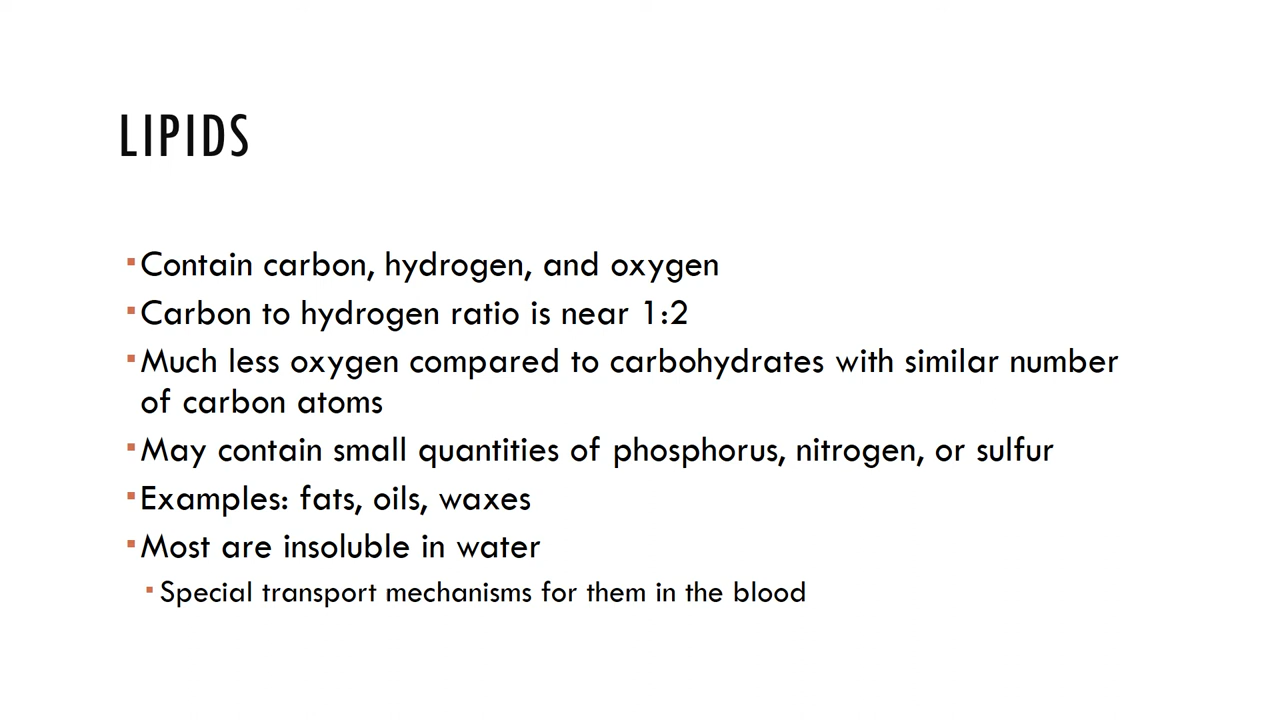 LIPIDS
▪Contain carbon, hydrogen, and oxygen
▪Carbon to hydrogen ratio is near 1:2
▪Much less oxygen compared to carbohydrates with similar number
of carbon atoms
▪May contain small quantities of phosphorus, nitrogen, or sulfur
▪Examples: fats, oils, waxes
▪Most are insoluble in water
▪Special transport mechanisms for them in the blood